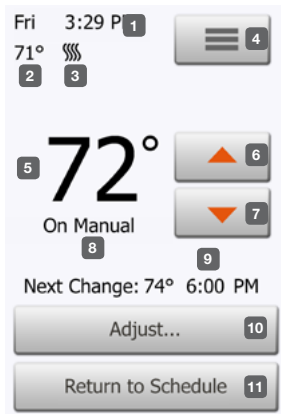 Fri 3:29 P 1
4
71°
2 3
5 72° 6
On Manual 7
8
9
Next Change: 74° 6:00 PM
Adjust... 10
Return to Schedule 11